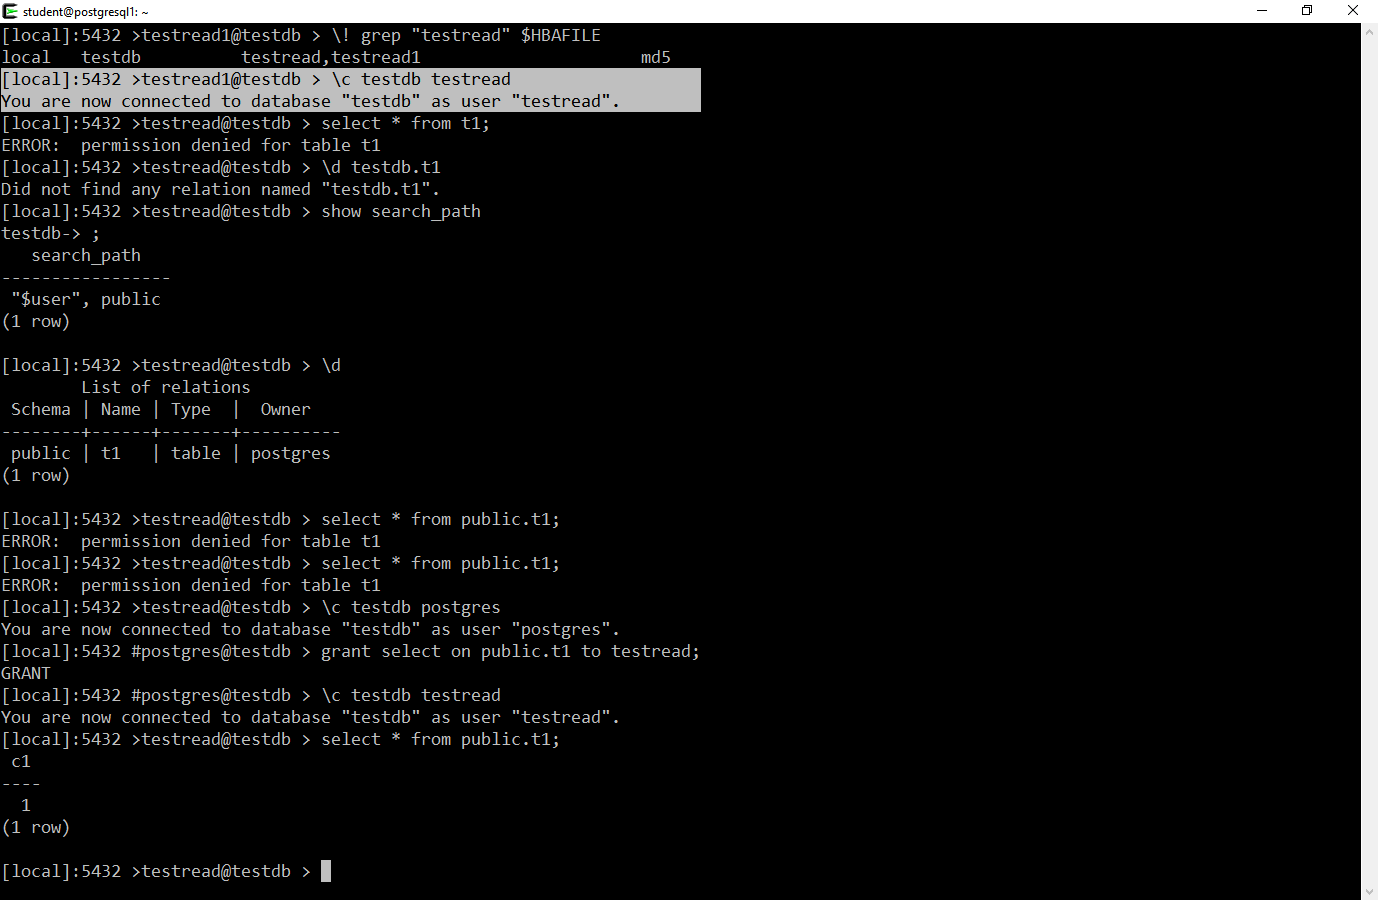 student@postgresql1: ~
[local]:5432 >testread1@testdb > \! grep "testread" $HBAFILE
local   testdb          testread,testread1                      md5
[local]:5432 >testread1@testdb > \c testdb testread
You are now connected to database "testdb" as user "testread".
[local]:5432 >testread@testdb > select * from t1;
ERROR:  permission denied for table t1
[local]:5432 >testread@testdb > \d testdb.t1
Did not find any relation named "testdb.t1".
[local]:5432 >testread@testdb > show search_path
testdb-> ;
   search_path
-----------------
 "$user", public
(1 row)

[local]:5432 >testread@testdb > \d
        List of relations
 Schema | Name | Type  |  Owner
--------+------+-------+----------
 public | t1   | table | postgres
(1 row)

[local]:5432 >testread@testdb > select * from public.t1;
ERROR:  permission denied for table t1
[local]:5432 >testread@testdb > select * from public.t1;
ERROR:  permission denied for table t1
[local]:5432 >testread@testdb > \c testdb postgres
You are now connected to database "testdb" as user "postgres".
[local]:5432 #postgres@testdb > grant select on public.t1 to testread;
GRANT
[local]:5432 #postgres@testdb > \c testdb testread
You are now connected to database "testdb" as user "testread".
[local]:5432 >testread@testdb > select * from public.t1;
 c1
----
  1
(1 row)

[local]:5432 >testread@testdb >